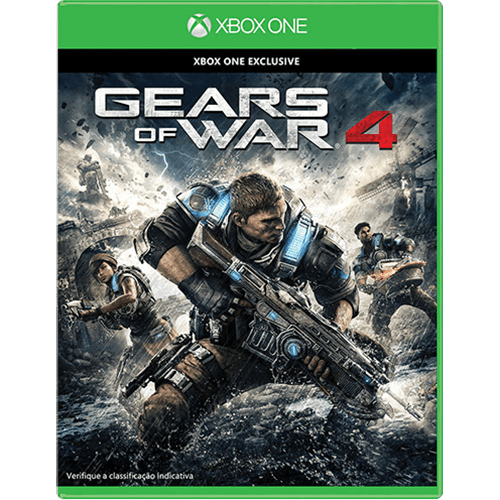 XBOX ONE
XBOX ONE EXCLUSIVE
GEARS
OF WAR 4
Verifique a classificação indicativa